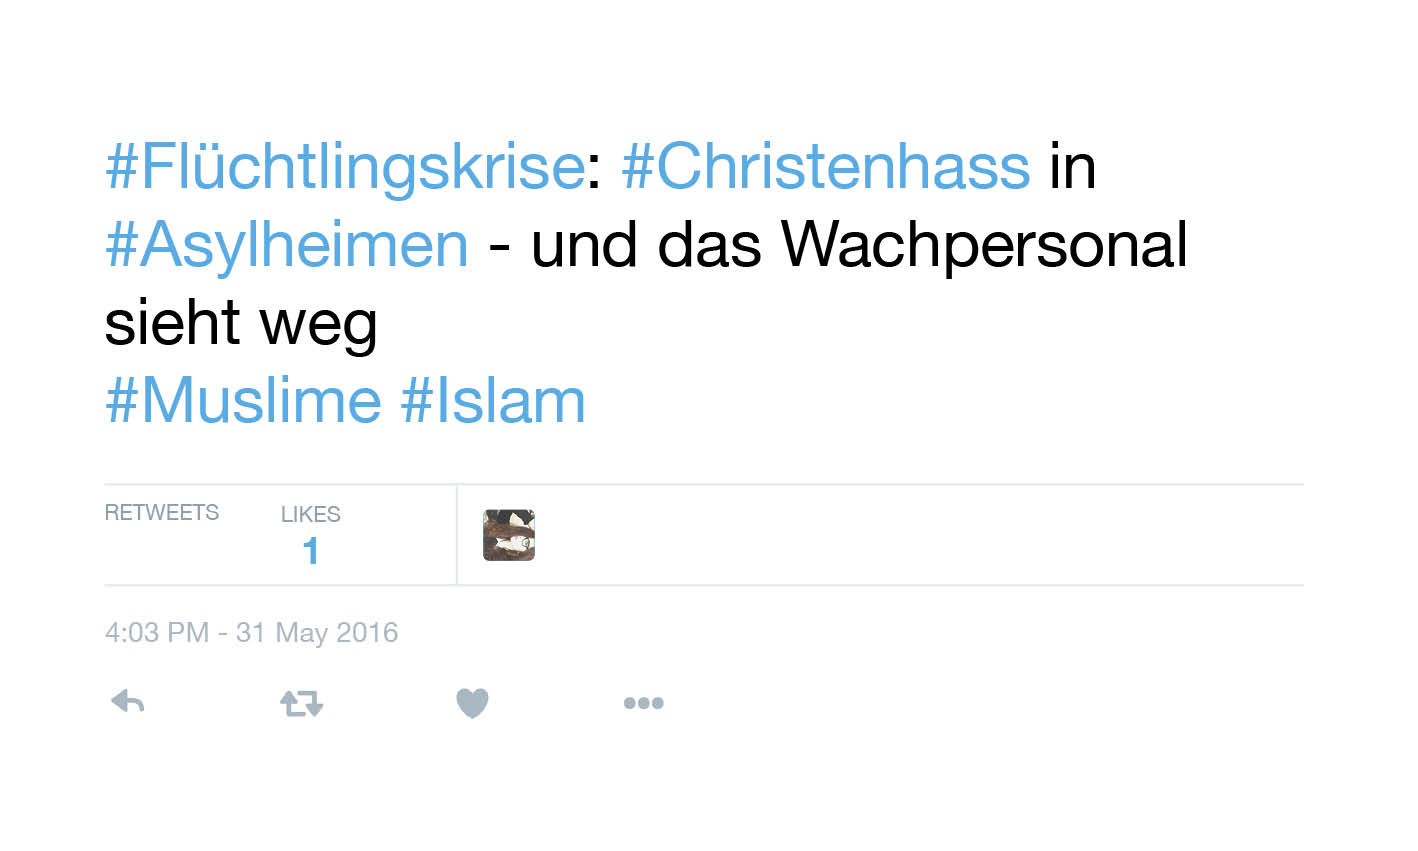 #Flüchtlingskrise: #Christenhass in
#Asylheimen - und das Wachpersonal
sieht weg
#Muslime #Islam
RETWEETS LIKES
1
4:03 PM - 31 May 2016